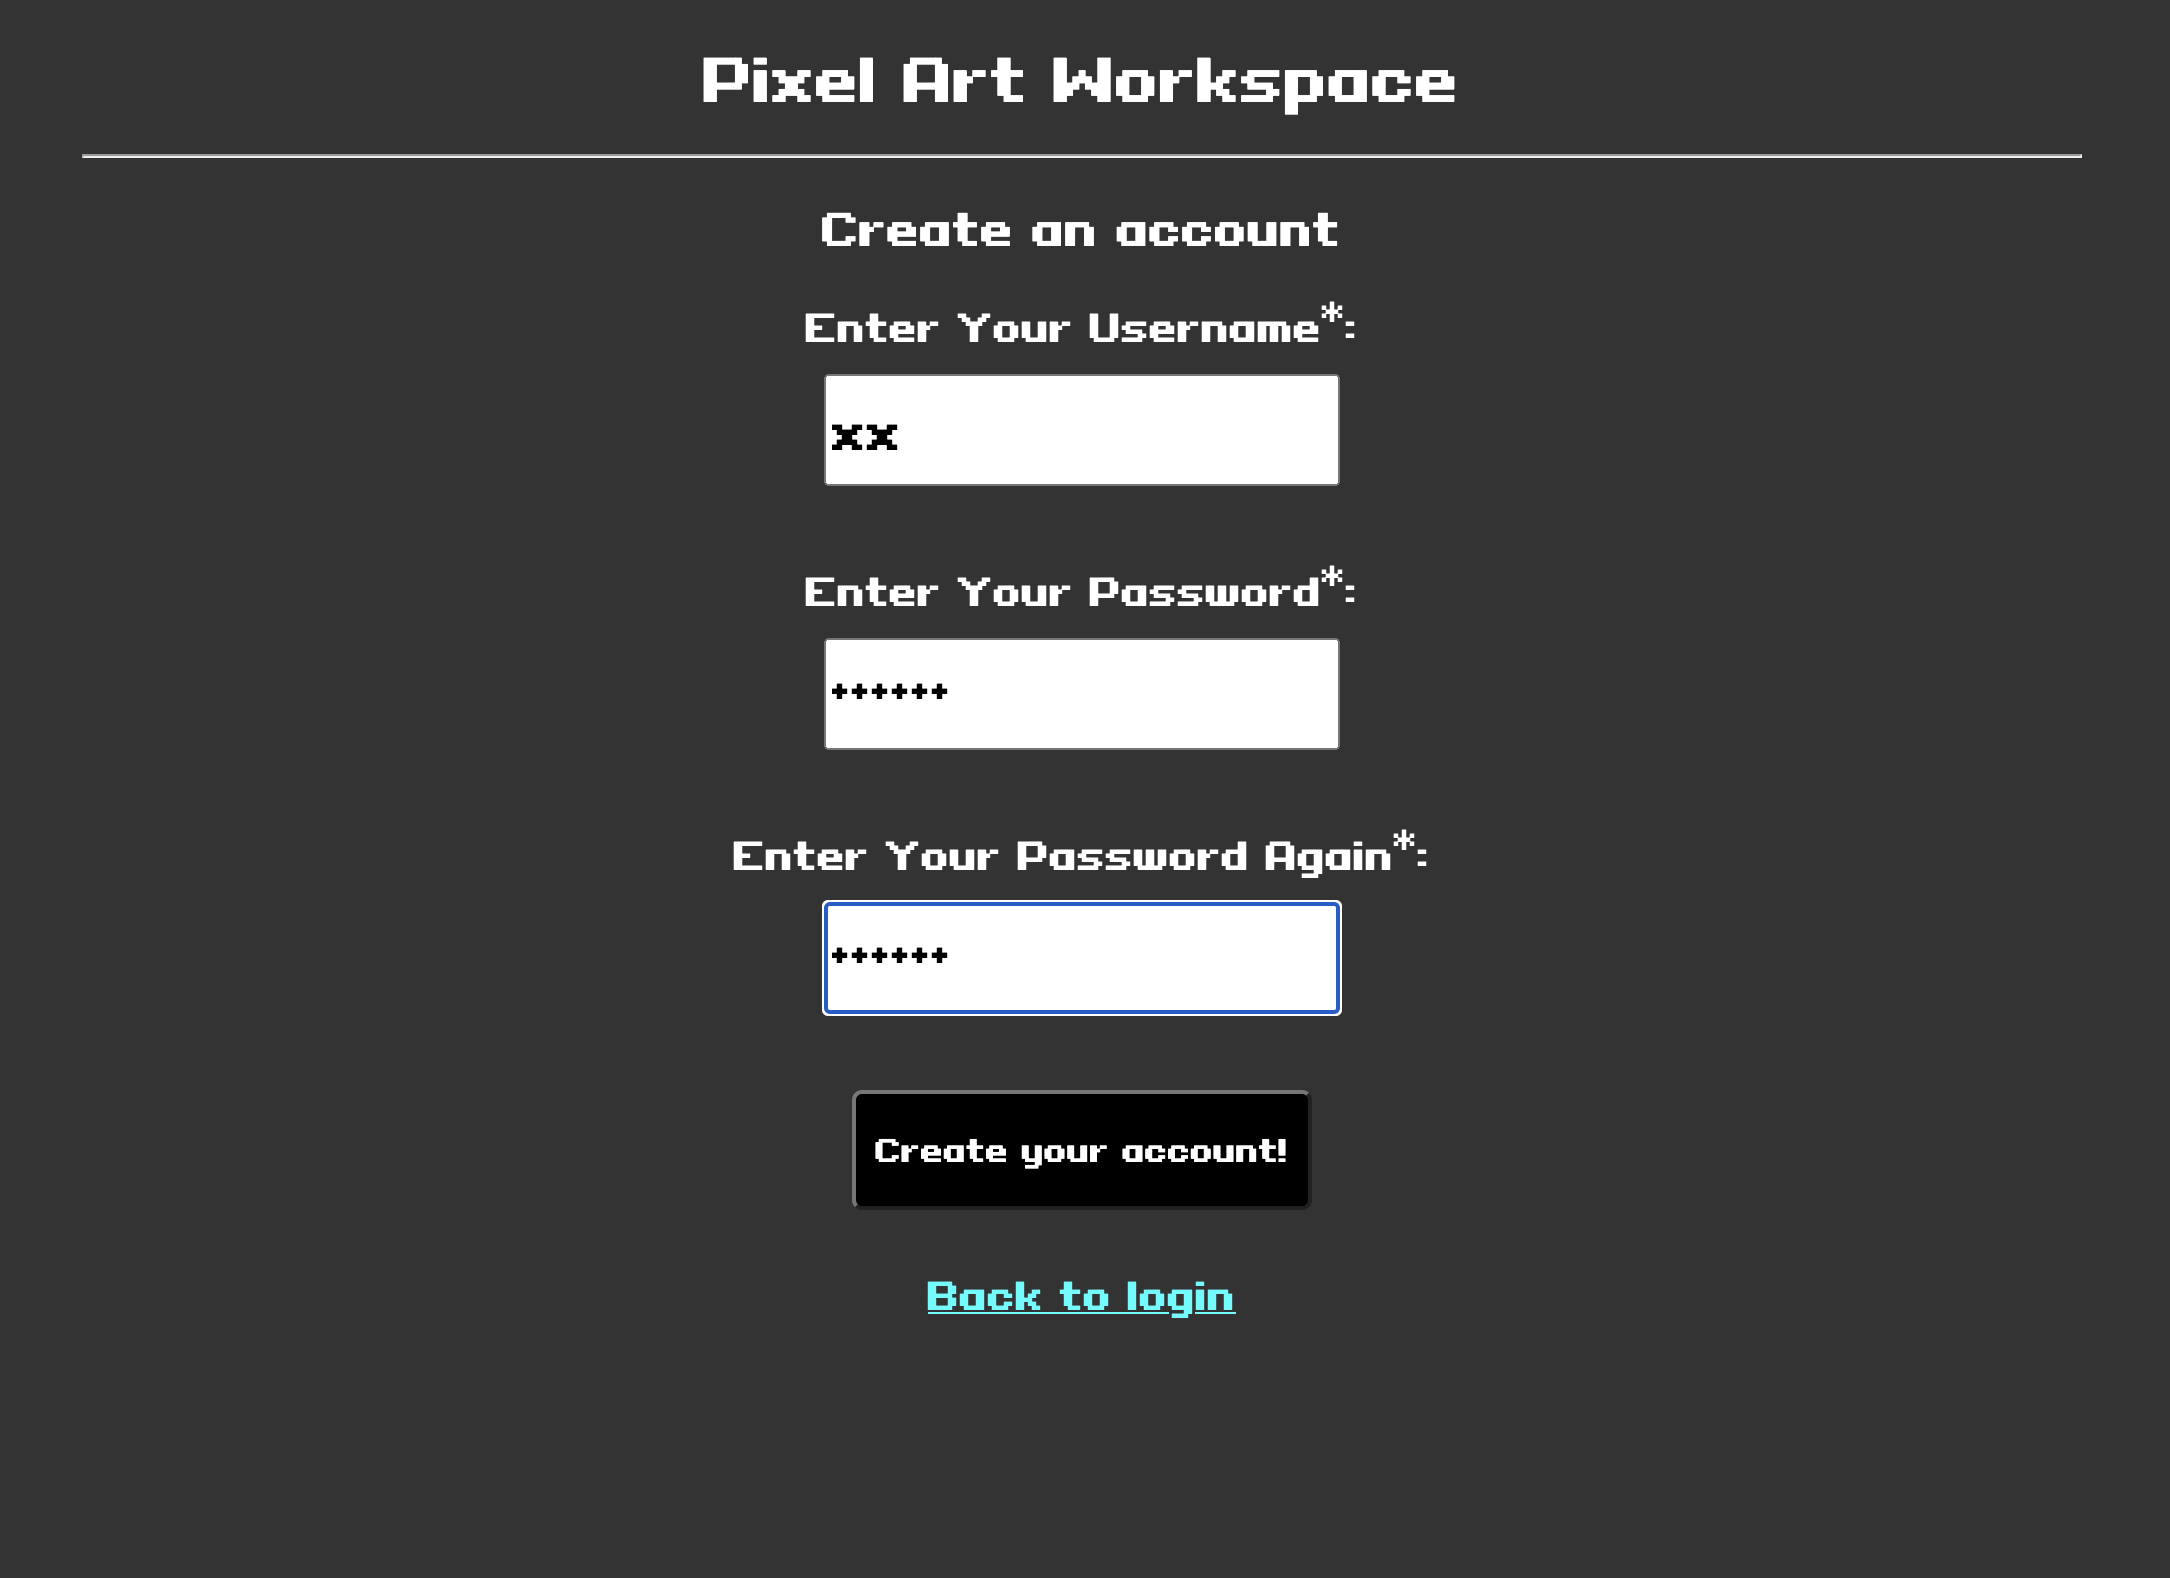 Pixel Art Workspace
Create an account
Enter Your Username*:
xx
Enter Your Password*:
++++++
Enter Your Password Again*:
++++++
Create your account!
Back to login